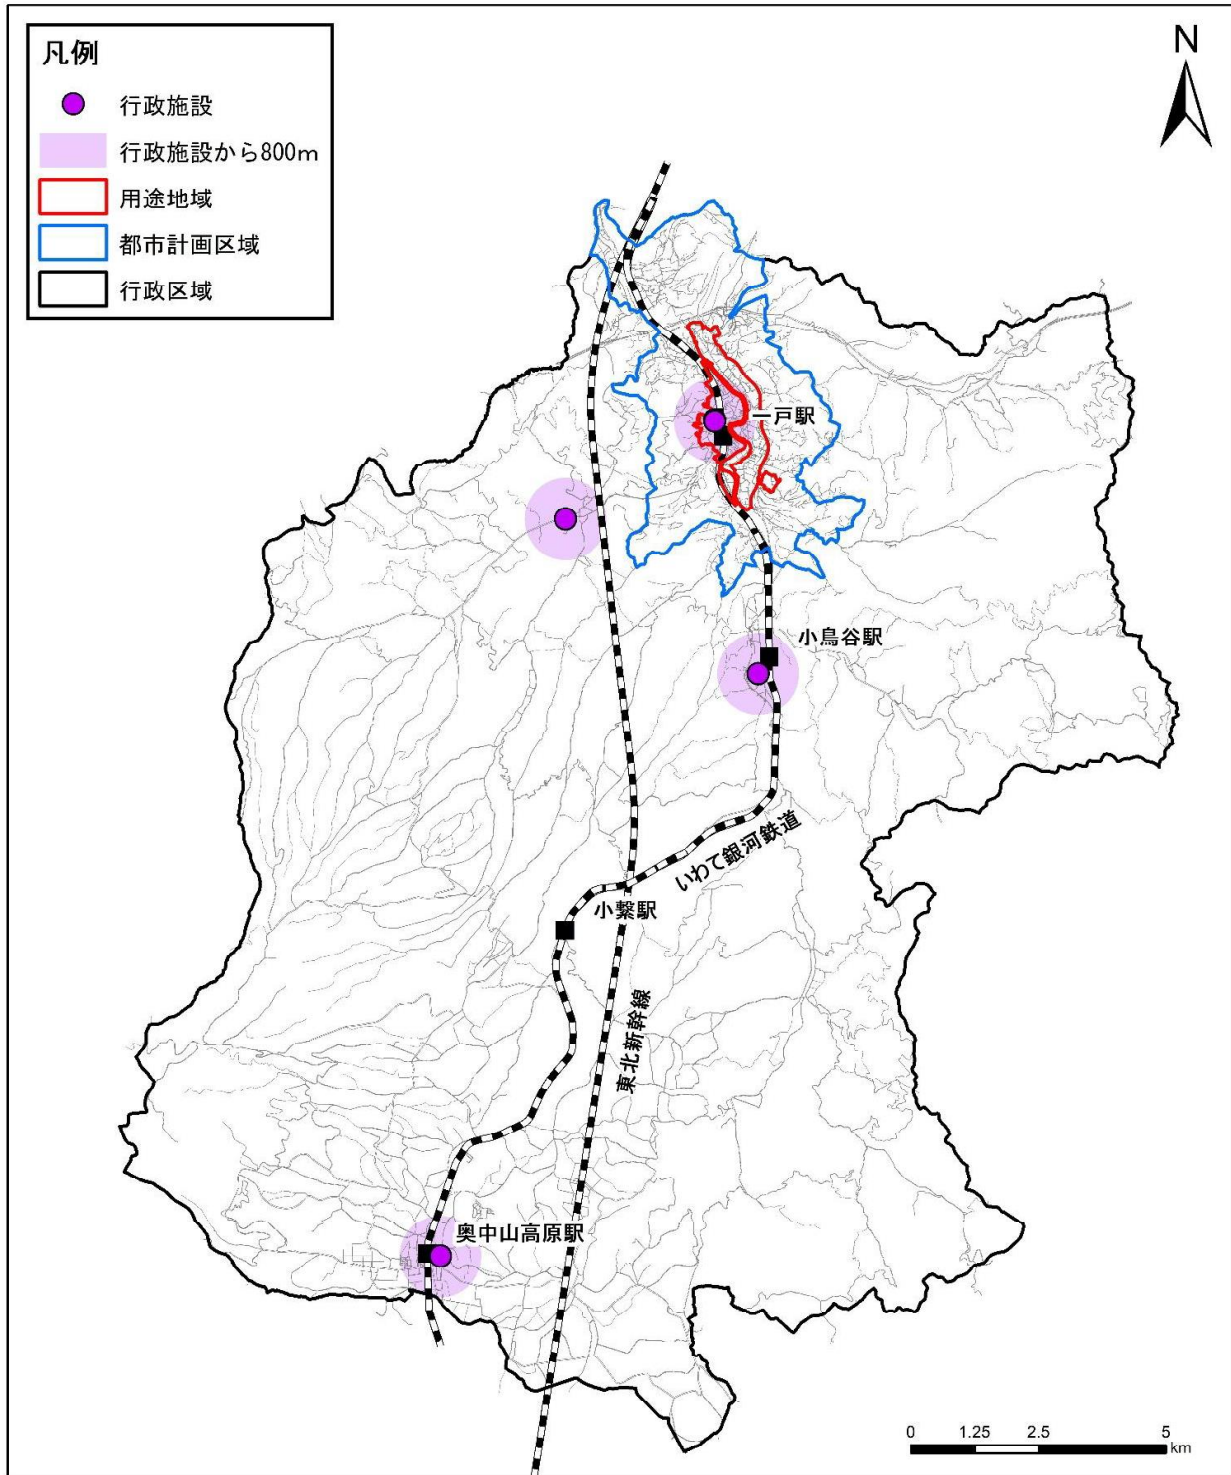 凡例
行政施設
行政施設から800m
用途地域
都市計画区域
行政区域
N
一戸駅
小鳥谷駅
いわて銀河鉄道
小繋駅
東北新幹線
奥中山高原駅
0 1.25 2.5 5
km